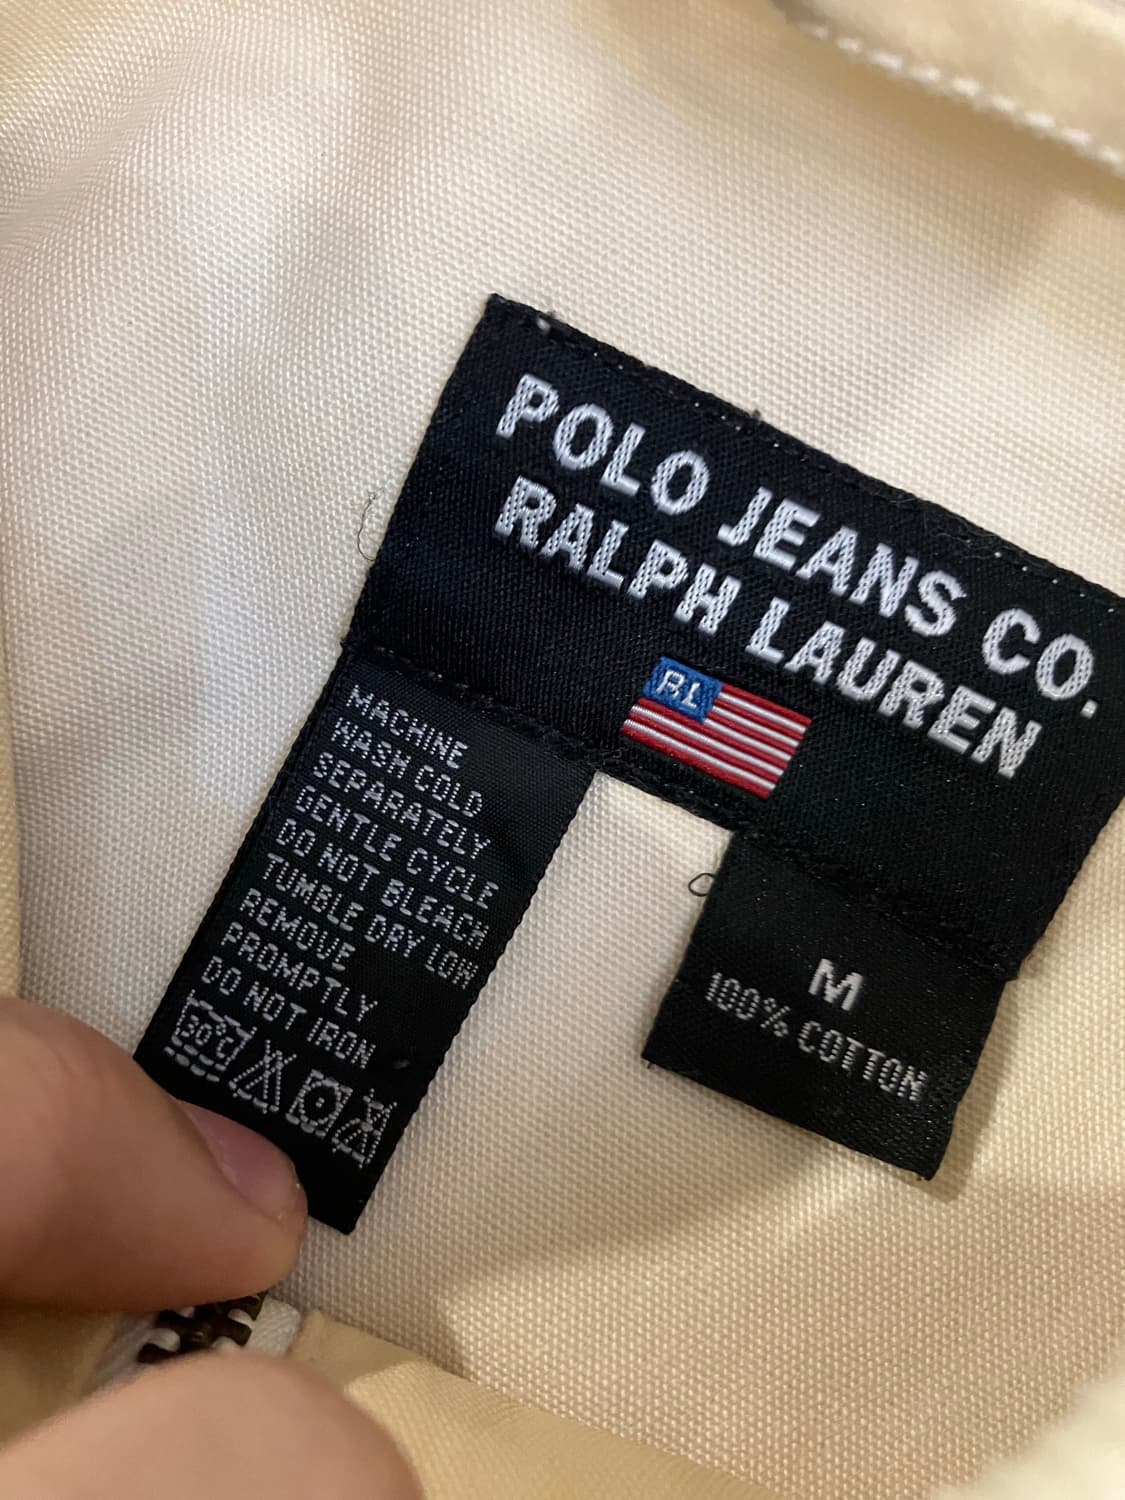 POLO JEANS CO.
RALPH LAUREN
RL
MACHINE
WASH COLD
SEPARATELY
GENTLE CYCLE
DO NOT BLEACH
TUMBLE DRY LOW
REMOVE
PROMPTLY
DO NOT IRON
30°C
M
100% COTTON